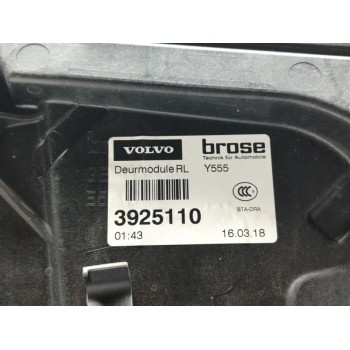 VOLVO brose
Technik für Automobile
Deurmodule RL Y555
3925110
BTA-DRA
01:43 16.03.18